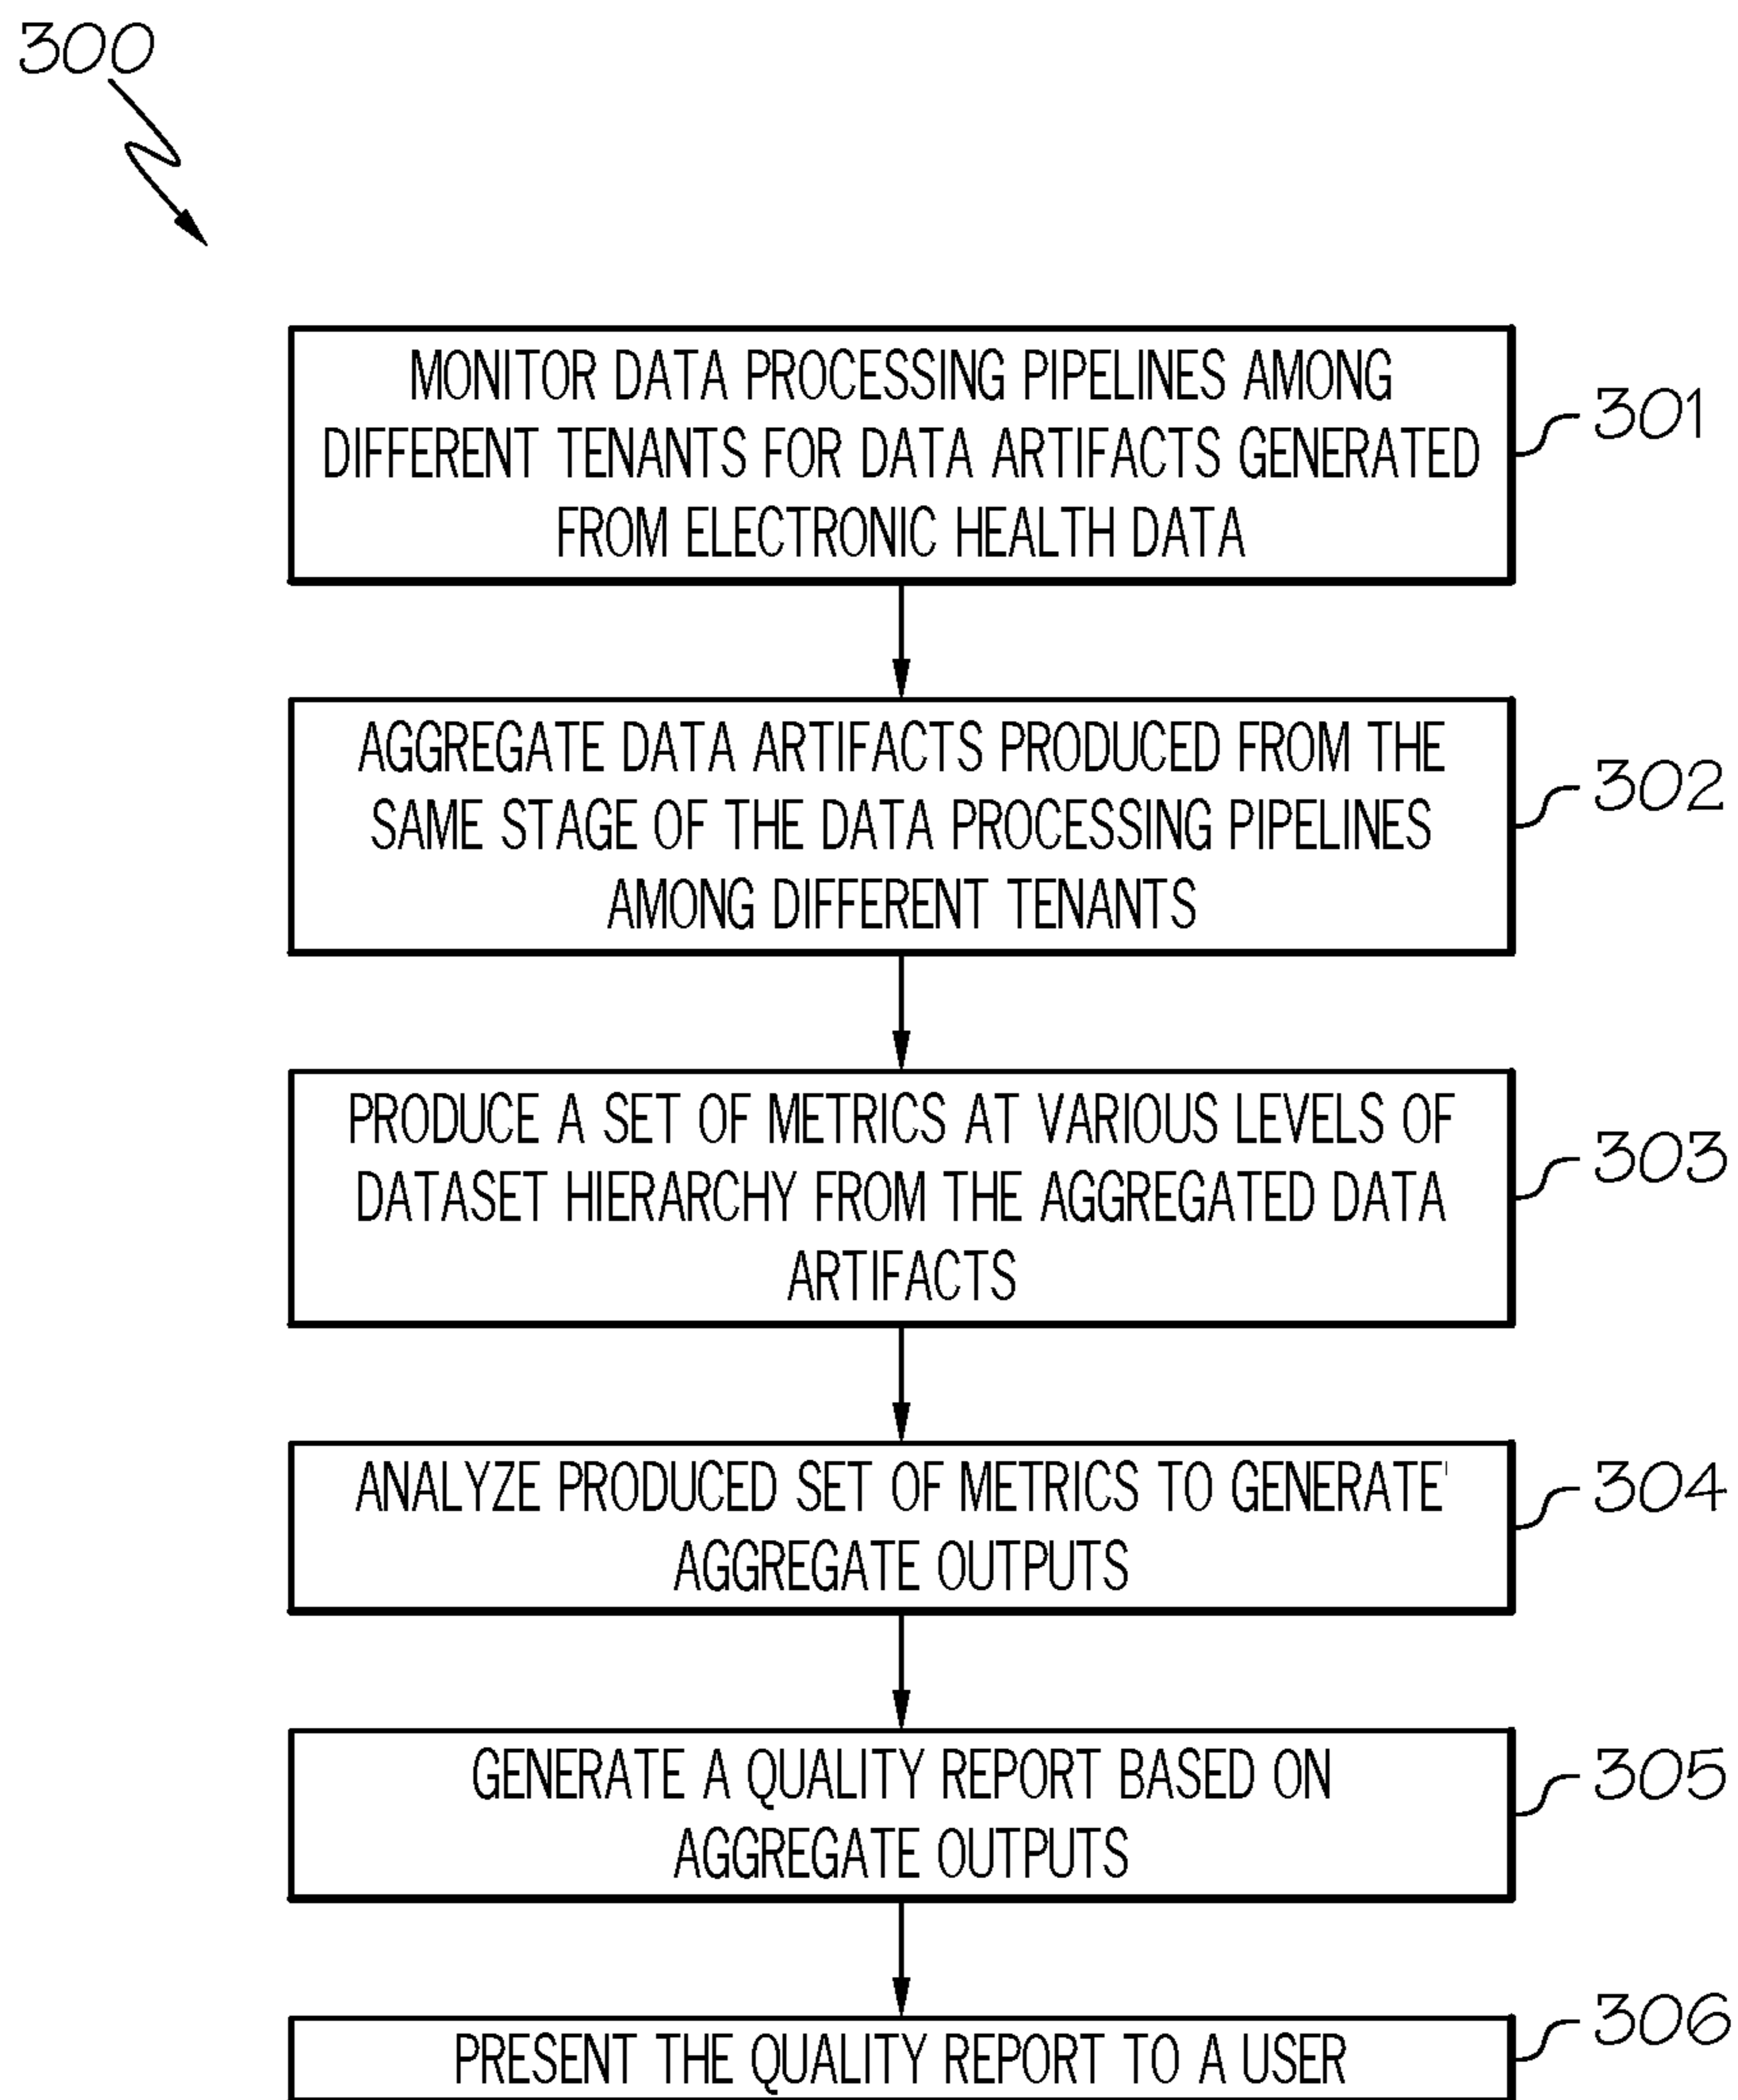 300
MONITOR DATA PROCESSING PIPELINES AMONG
DIFFERENT TENANTS FOR DATA ARTIFACTS GENERATED
FROM ELECTRONIC HEALTH DATA
301
AGGREGATE DATA ARTIFACTS PRODUCED FROM THE
SAME STAGE OF THE DATA PROCESSING PIPELINES
AMONG DIFFERENT TENANTS
302
PRODUCE A SET OF METRICS AT VARIOUS LEVELS OF
DATASET HIERARCHY FROM THE AGGREGATED DATA
ARTIFACTS
303
ANALYZE PRODUCED SET OF METRICS TO GENERATE'
AGGREGATE OUTPUTS
304
GENERATE A QUALITY REPORT BASED ON
AGGREGATE OUTPUTS
305
PRESENT THE QUALITY REPORT TO A USER
306